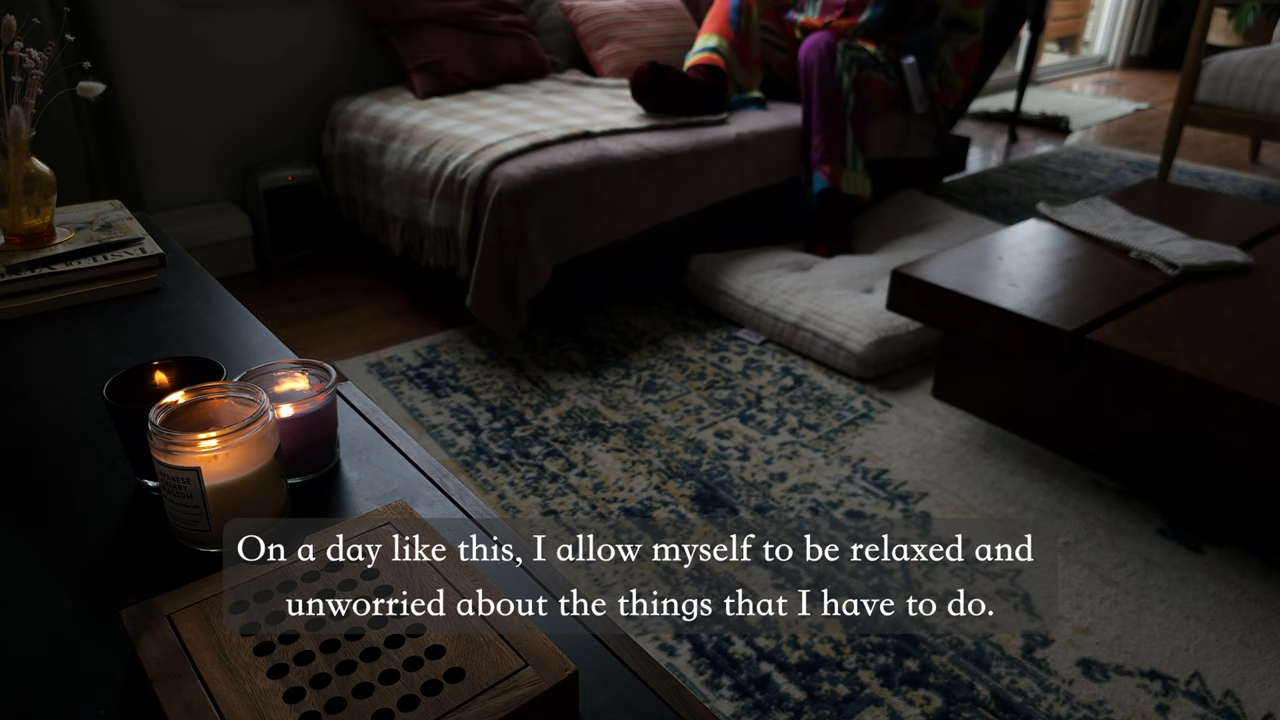 On a day like this, I allow myself to be relaxed and
unworried about the things that I have to do.